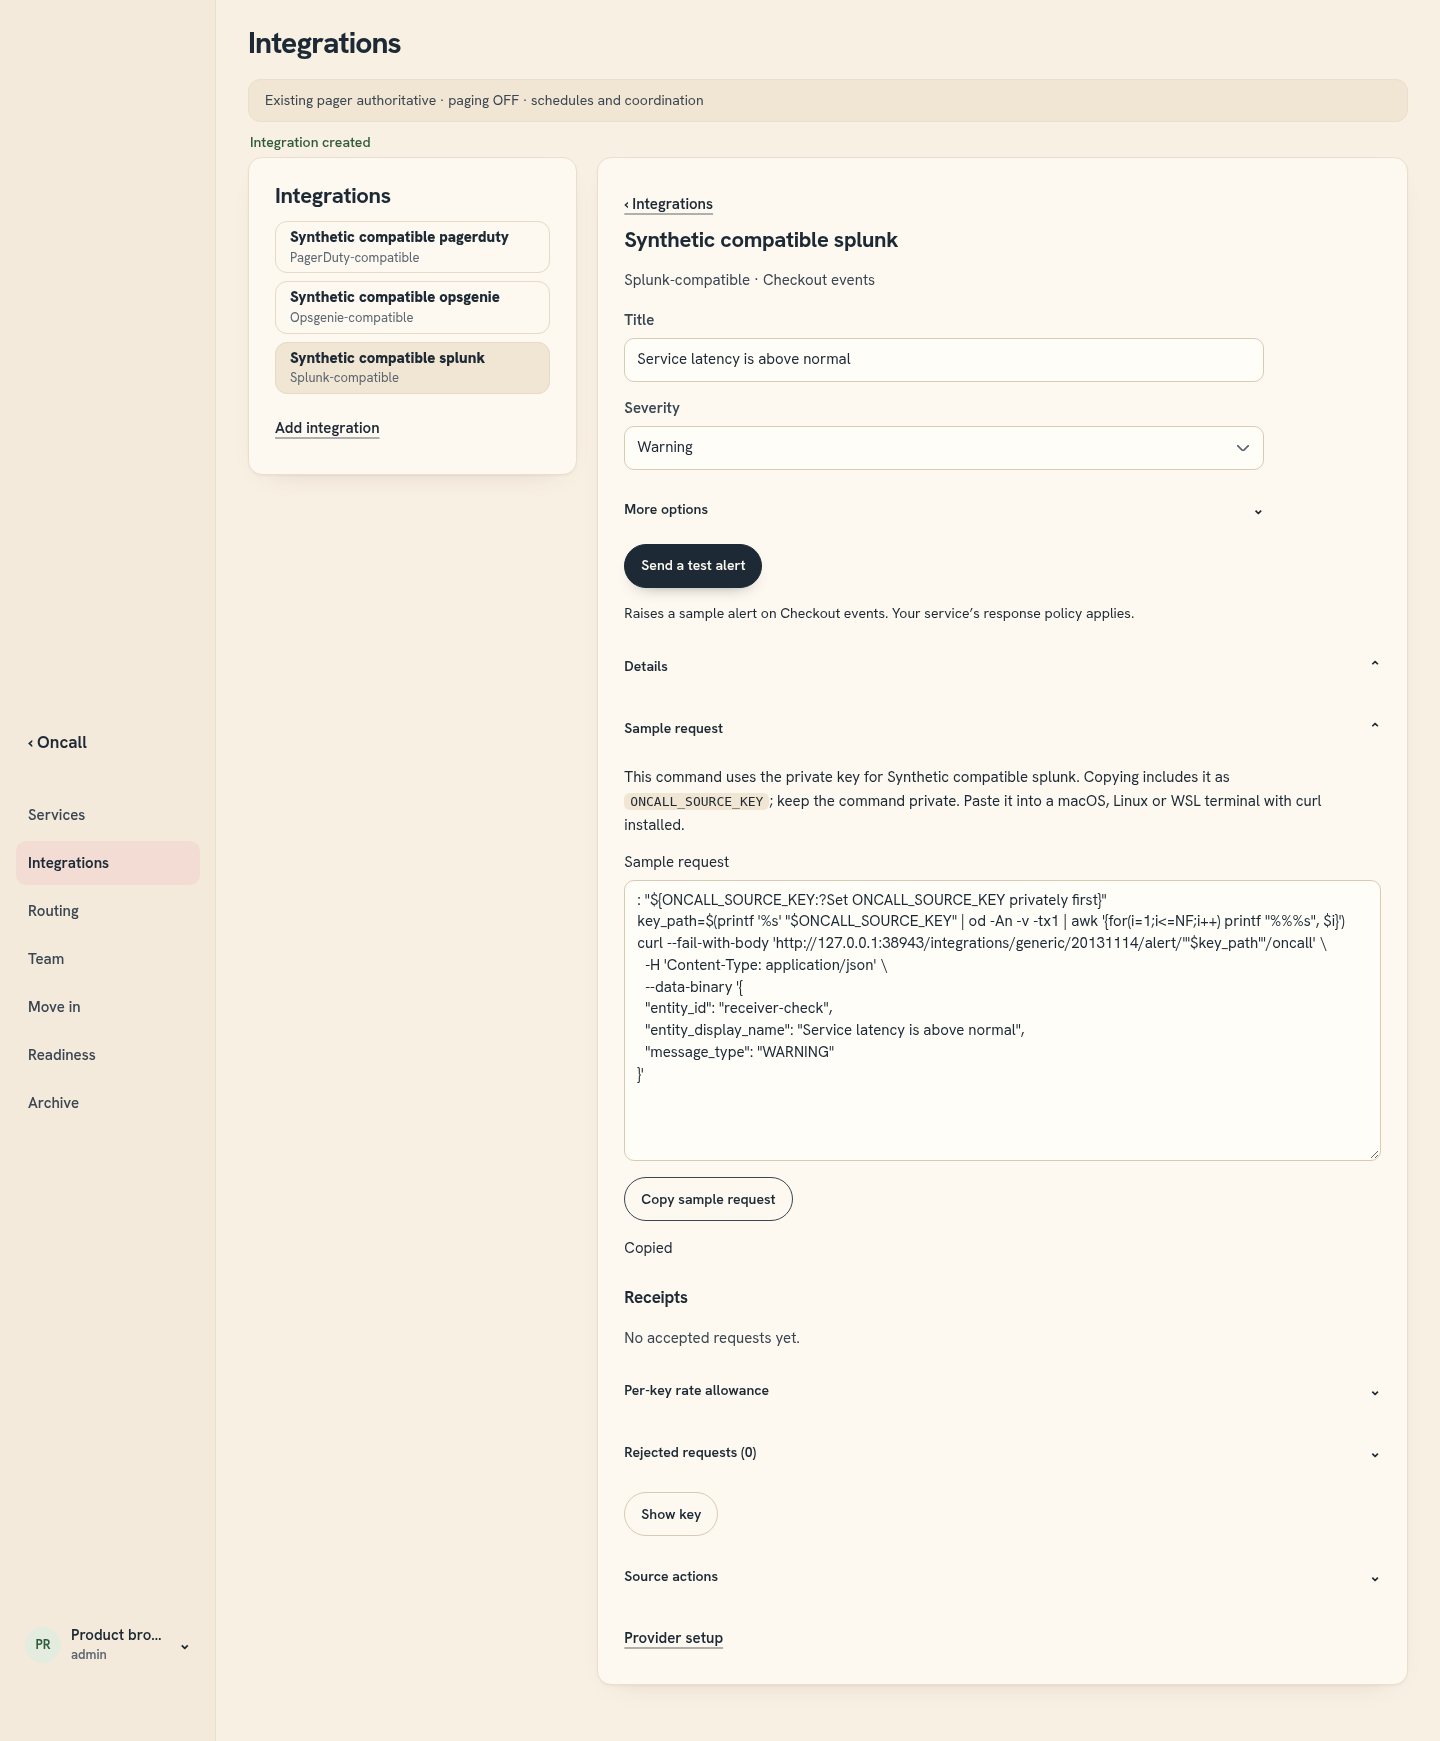 Integrations
Existing pager authoritative · paging OFF · schedules and coordination
Integration created
Integrations
Synthetic compatible pagerduty
PagerDuty-compatible
Synthetic compatible opsgenie
Opsgenie-compatible
Synthetic compatible splunk
Splunk-compatible
Add integration
‹ Integrations
Synthetic compatible splunk
Splunk-compatible · Checkout events
Title
Service latency is above normal
Severity
Warning
More options
Send a test alert
Raises a sample alert on Checkout events. Your service’s response policy applies.
Details
Sample request
This command uses the private key for Synthetic compatible splunk. Copying includes it as
ONCALL_SOURCE_KEY; keep the command private. Paste it into a macOS, Linux or WSL terminal with curl
installed.
Sample request
: "${ONCALL_SOURCE_KEY:?Set ONCALL_SOURCE_KEY privately first}"
key_path=$(printf '%s' "$ONCALL_SOURCE_KEY" | od -An -v -tx1 | awk '{for(i=1;i<=NF;i++) printf "%%%s", $i}')
curl --fail-with-body 'http://127.0.0.1:38943/integrations/generic/20131114/alert/'"$key_path"'/oncall' \
-H 'Content-Type: application/json' \
--data-binary '{
"entity_id": "receiver-check",
"entity_display_name": "Service latency is above normal",
"message_type": "WARNING"
}'
Copy sample request
Copied
Receipts
No accepted requests yet.
Per-key rate allowance
Rejected requests (0)
Show key
Source actions
Provider setup
‹ Oncall
Services
Integrations
Routing
Team
Move in
Readiness
Archive
PR
Product bro...
admin